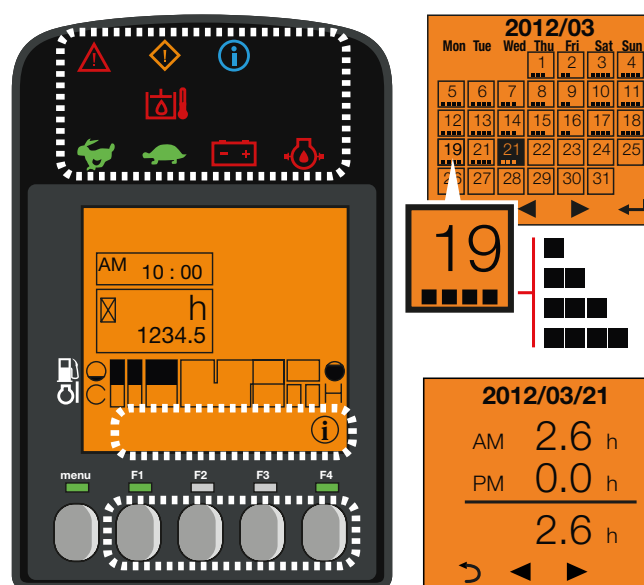 AM 10 : 00
h
1234.5
C H
i
menu F1 F2 F3 F4
2012/03
Mon Tue Wed Thu Fri Sat Sun
1 2 3 4
5 6 7 8 9 10 11
12 13 14 15 16 17 18
19 21 21 22 23 24 25
26 27 28 29 30 31
19
2012/03/21
AM 2.6 h
PM 0.0 h
2.6 h